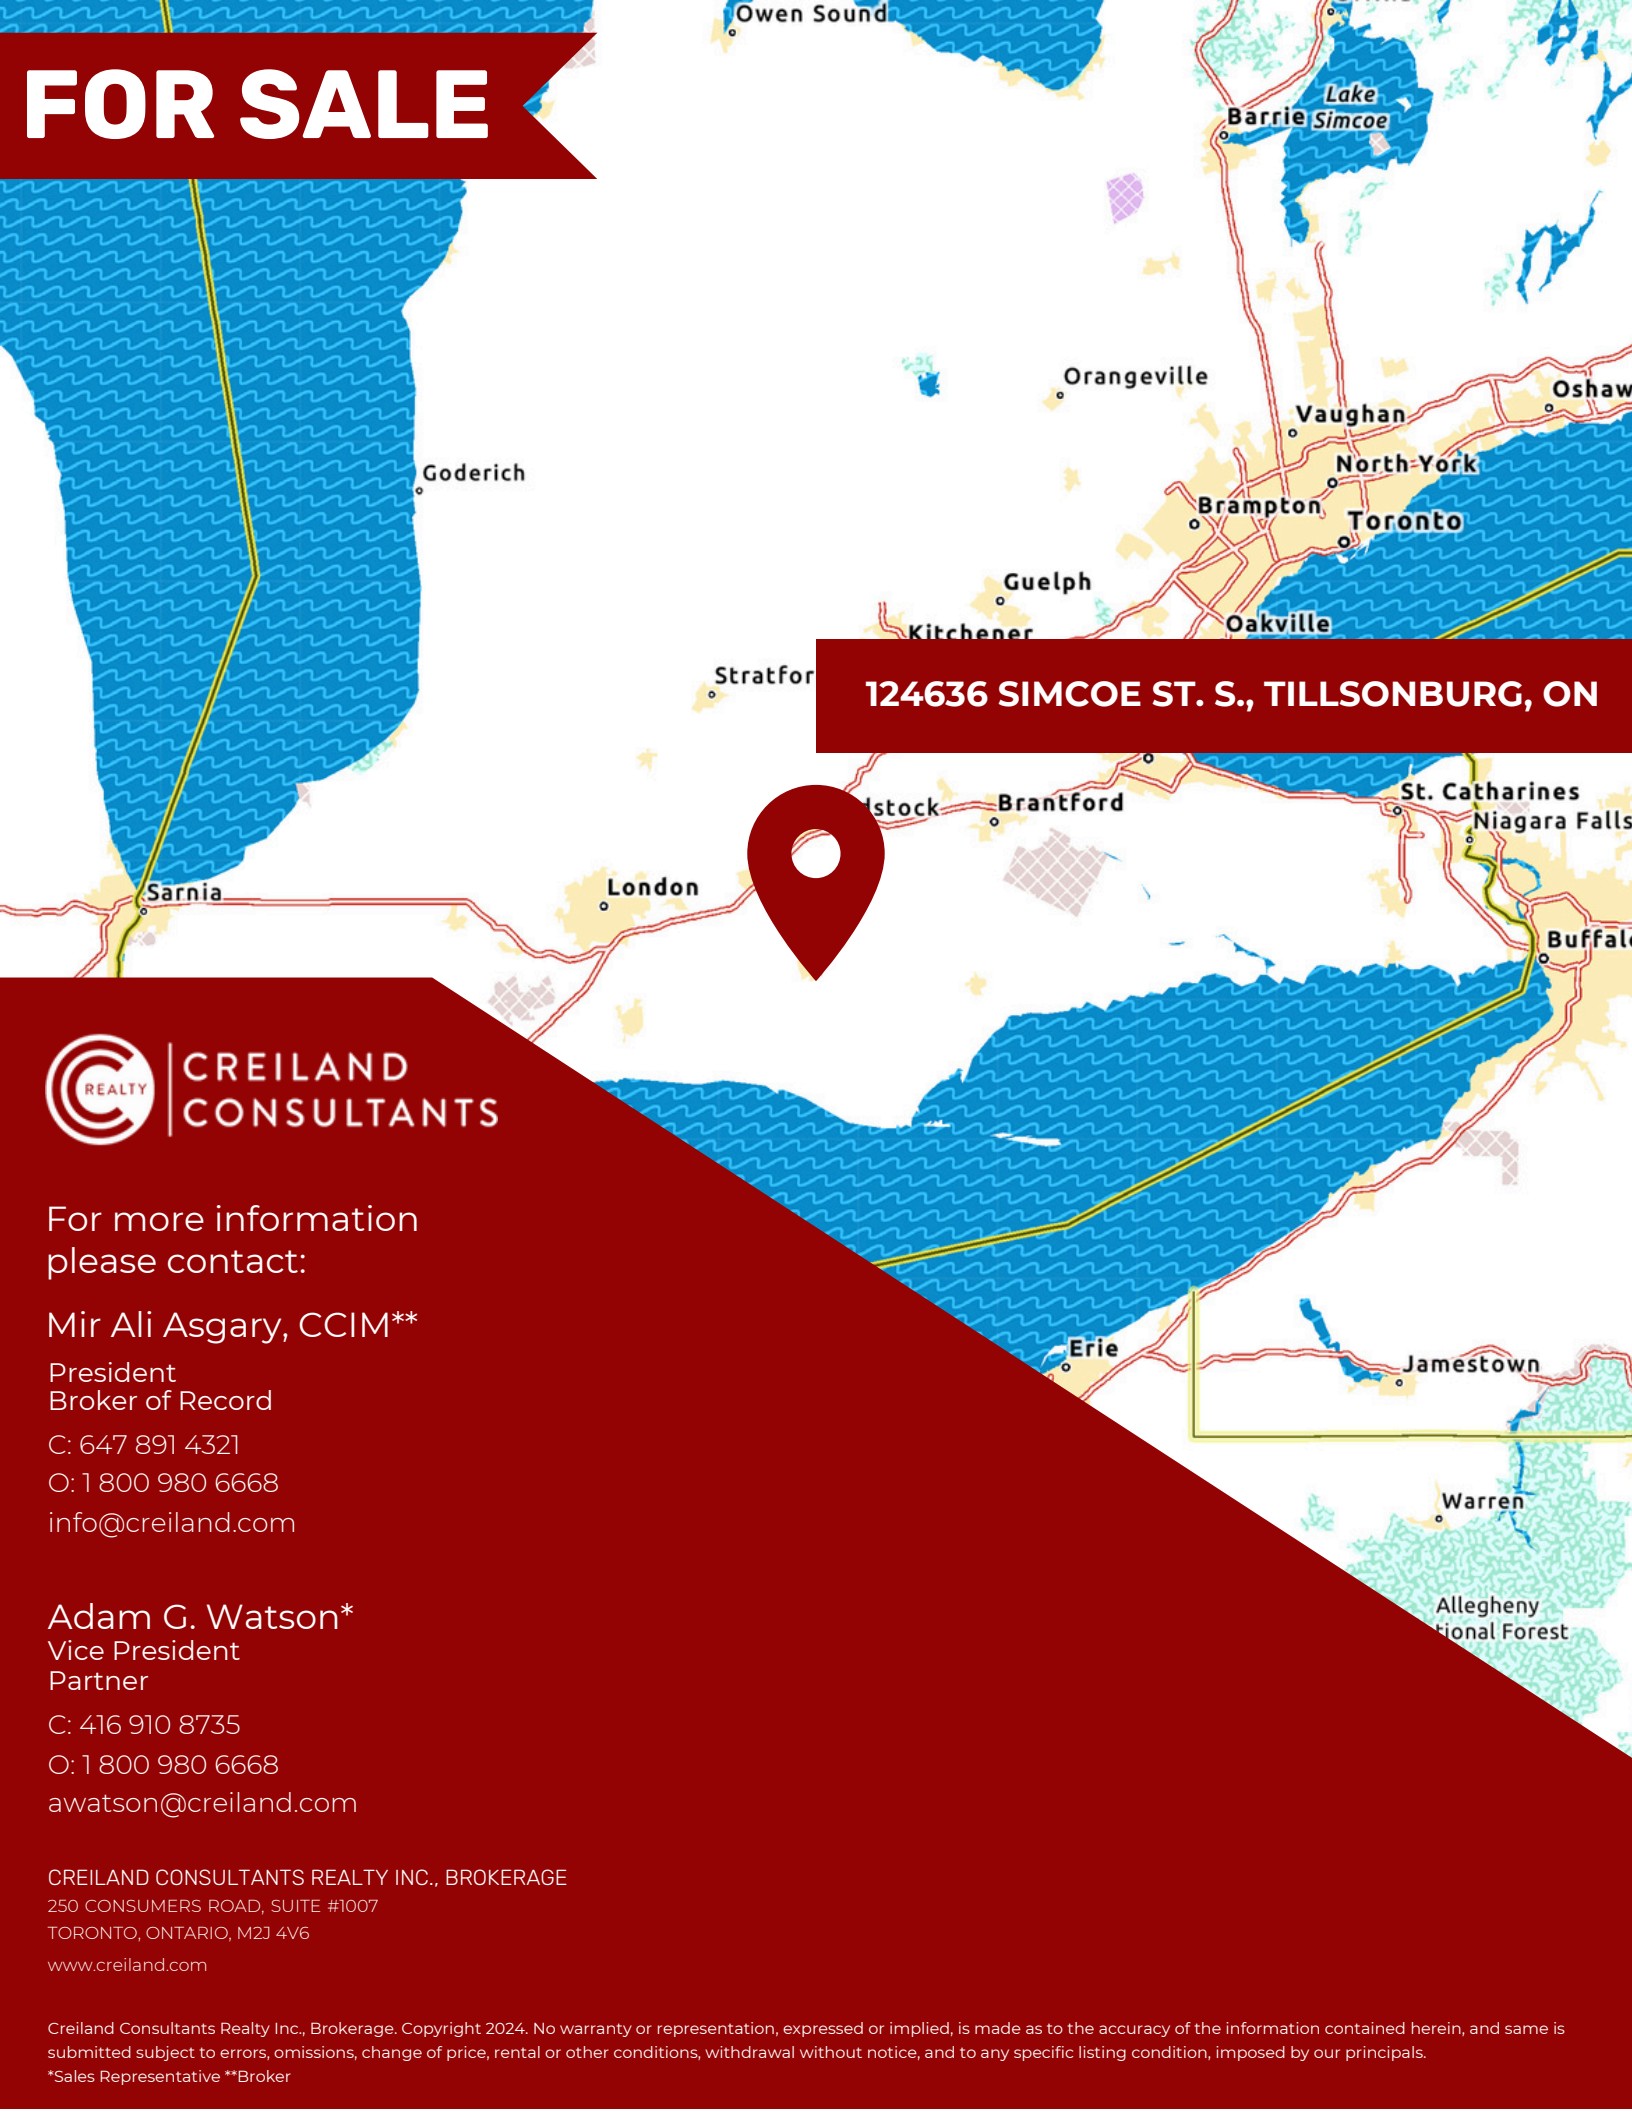 Owen Sound
FOR SALE
Lake
Simcoe
Barrie
Orangeville
Oshaw
Vaughan
Goderich
North York
Brampton
Toronto
Guelph
Oakville
Kitchener
Stratfor
124636 SIMCOE ST. S., TILLSONBURG, ON
St. Catharines
dstock
Brantford
Niagara Falls
London
Sarnia
Buffalo
REALTY
CREILAND
CONSULTANTS
For more information
please contact:
Mir Ali Asgary, CCIM**
President
Broker of Record
C: 647 891 4321
O: 1 800 980 6668
info@creiland.com
Erie
Jamestown
Warren
Allegheny
tional Forest
Adam G. Watson*
Vice President
Partner
C: 416 910 8735
O: 1 800 980 6668
awatson@creiland.com
CREILAND CONSULTANTS REALTY INC., BROKERAGE
250 CONSUMERS ROAD, SUITE #1007
TORONTO, ONTARIO, M2J 4V6
www.creiland.com
Creiland Consultants Realty Inc., Brokerage. Copyright 2024. No warranty or representation, expressed or implied, is made as to the accuracy of the information contained herein, and same is
submitted subject to errors, omissions, change of price, rental or other conditions, withdrawal without notice, and to any specific listing condition, imposed by our principals.
*Sales Representative **Broker